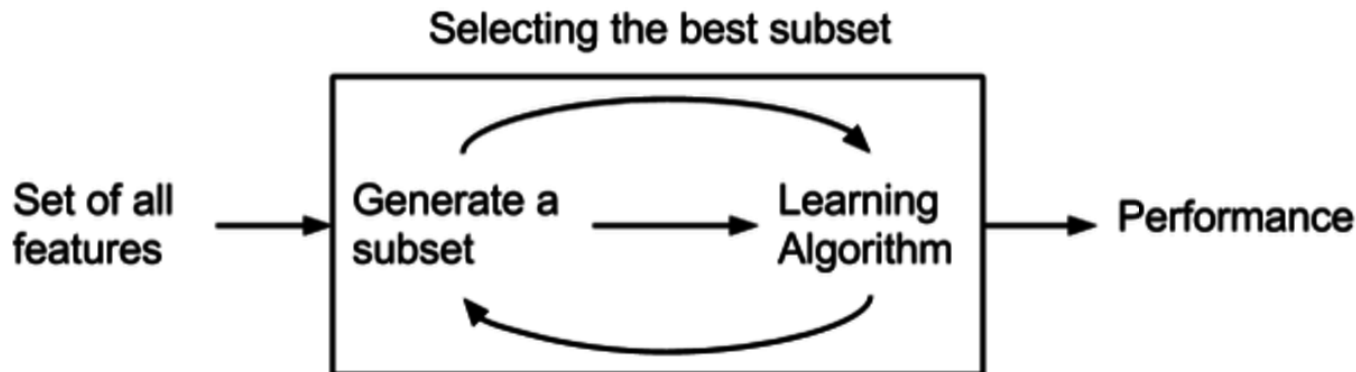 Selecting the best subset
Set of all
features
Generate a
subset
Learning
Algorithm
Performance